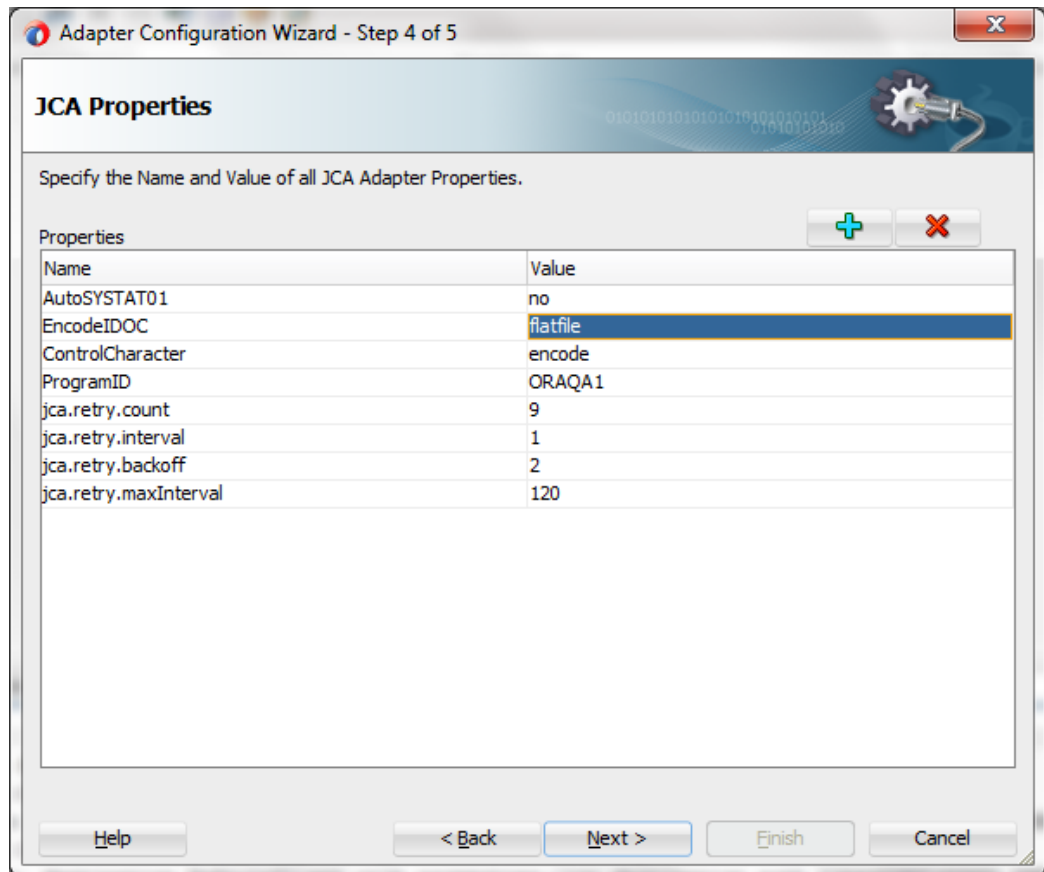 Adapter Configuration Wizard - Step 4 of 5
JCA Properties
Specify the Name and Value of all JCA Adapter Properties.
Properties
Name Value
AutoSYSTAT01 no
EncodeIDOC flatfile
ControlCharacter encode
ProgramID ORAQA1
jca.retry.count 9
jca.retry.interval 1
jca.retry.backoff 2
jca.retry.maxInterval 120
Help < Back Next > Finish Cancel